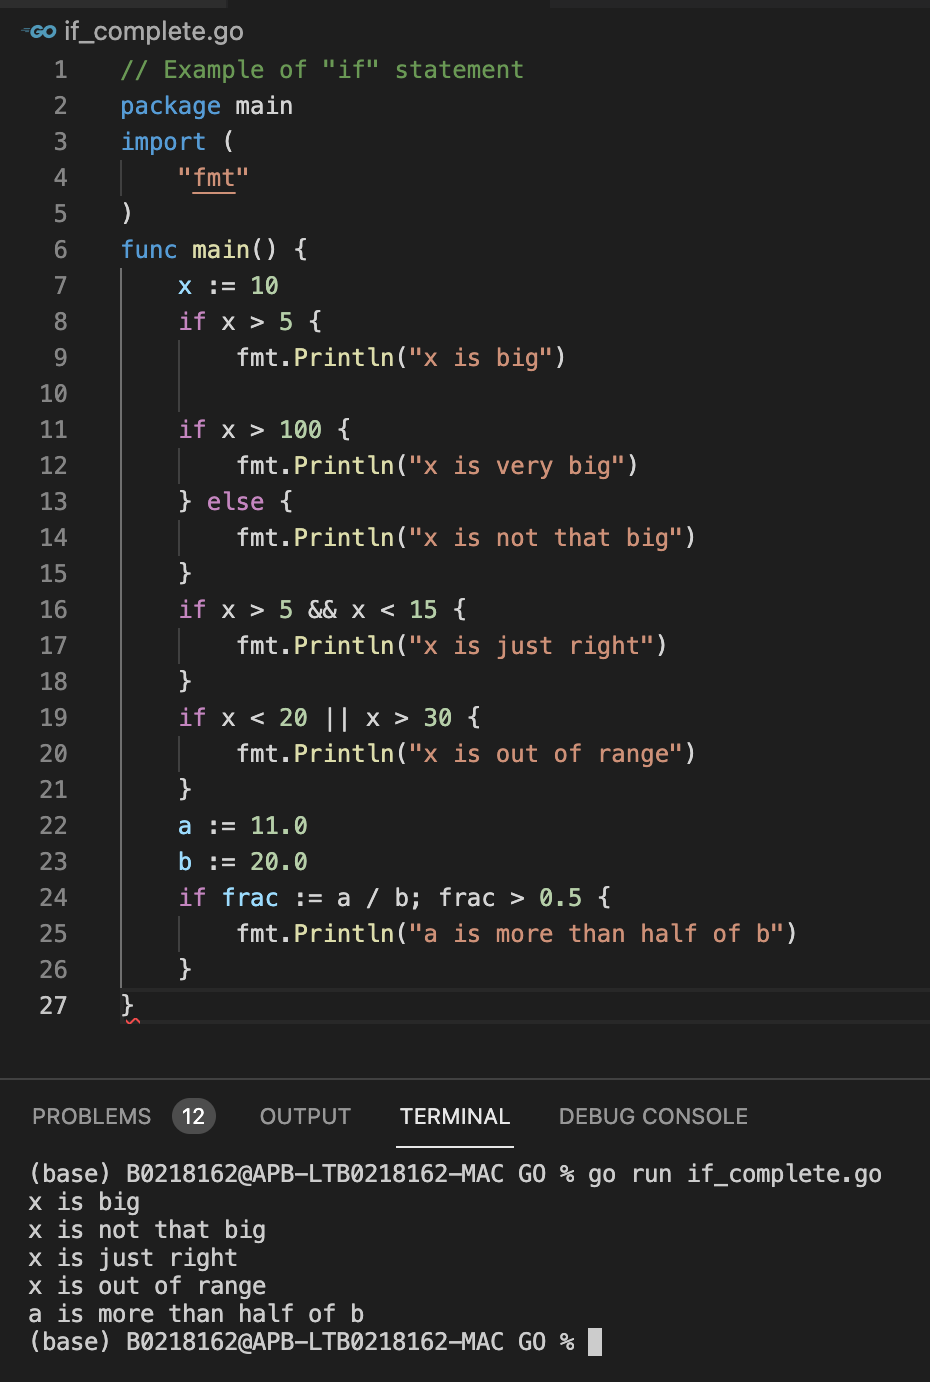 GO if_complete.go
1 // Example of "if" statement
2 package main
3 import (
4     "fmt"
5 )
6 func main() {
7     x := 10
8     if x > 5 {
9         fmt.Println("x is big")
10
11     if x > 100 {
12         fmt.Println("x is very big")
13     } else {
14         fmt.Println("x is not that big")
15     }
16     if x > 5 && x < 15 {
17         fmt.Println("x is just right")
18     }
19     if x < 20 || x > 30 {
20         fmt.Println("x is out of range")
21     }
22     a := 11.0
23     b := 20.0
24     if frac := a / b; frac > 0.5 {
25         fmt.Println("a is more than half of b")
26     }
27 }
PROBLEMS 12 OUTPUT TERMINAL DEBUG CONSOLE
(base) B0218162@APB-LTB0218162-MAC GO % go run if_complete.go
x is big
x is not that big
x is just right
x is out of range
a is more than half of b
(base) B0218162@APB-LTB0218162-MAC GO %